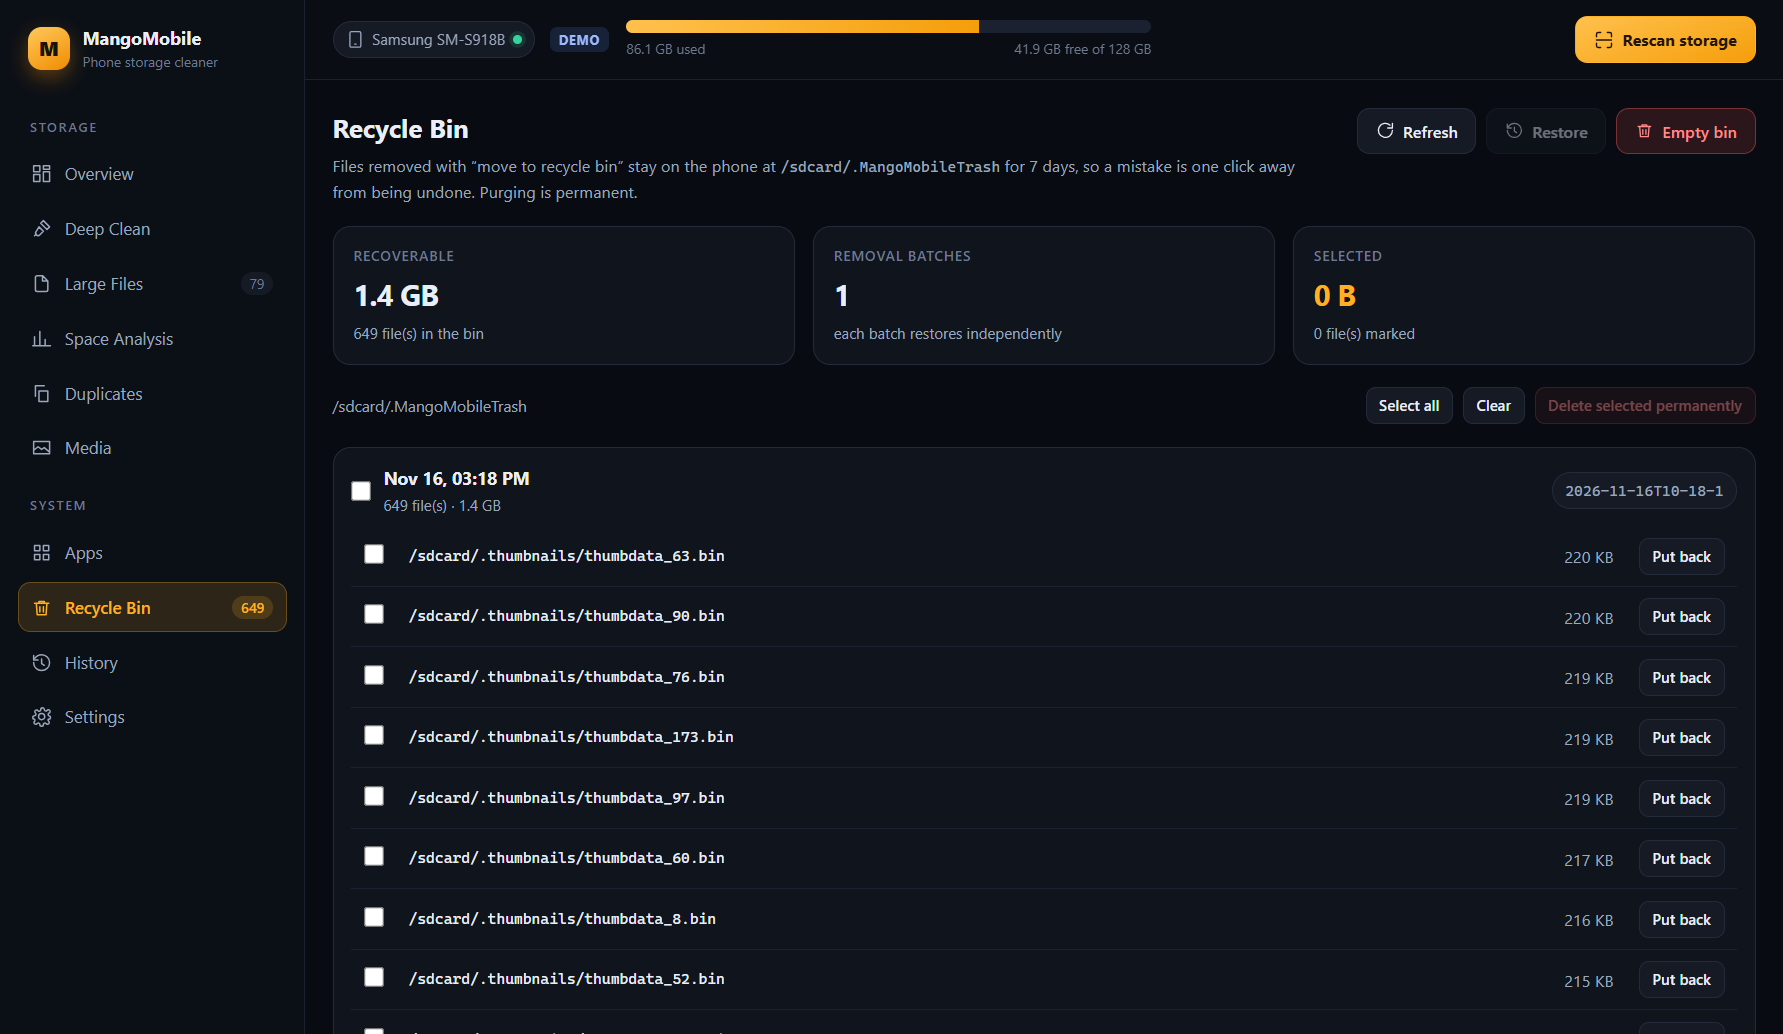 M
MangoMobile
Phone storage cleaner
STORAGE
Overview
Deep Clean
Large Files 79
Space Analysis
Duplicates
Media
SYSTEM
Apps
Recycle Bin 649
History
Settings
Samsung SM-S918B DEMO
86.1 GB used 41.9 GB free of 128 GB
Rescan storage
Recycle Bin
Refresh Restore Empty bin
Files removed with “move to recycle bin” stay on the phone at /sdcard/.MangoMobileTrash for 7 days, so a mistake is one click away
from being undone. Purging is permanent.
RECOVERABLE
1.4 GB
649 file(s) in the bin
REMOVAL BATCHES
1
each batch restores independently
SELECTED
0 B
0 file(s) marked
/sdcard/.MangoMobileTrash Select all Clear Delete selected permanently
Nov 16, 03:18 PM
649 file(s) · 1.4 GB
2026-11-16T10-18-1
/sdcard/.thumbnails/thumbdata_63.bin 220 KB Put back
/sdcard/.thumbnails/thumbdata_90.bin 220 KB Put back
/sdcard/.thumbnails/thumbdata_76.bin 219 KB Put back
/sdcard/.thumbnails/thumbdata_173.bin 219 KB Put back
/sdcard/.thumbnails/thumbdata_97.bin 219 KB Put back
/sdcard/.thumbnails/thumbdata_60.bin 217 KB Put back
/sdcard/.thumbnails/thumbdata_8.bin 216 KB Put back
/sdcard/.thumbnails/thumbdata_52.bin 215 KB Put back